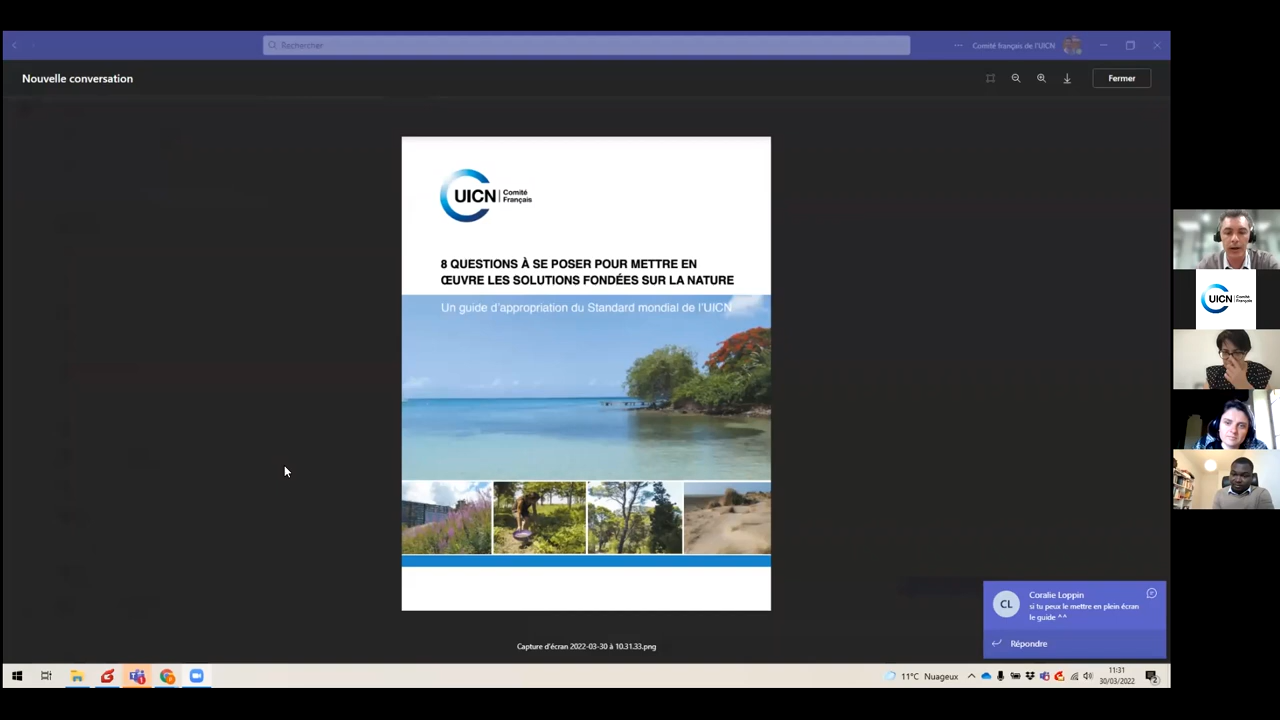 Rechercher
Comité français de l'UICN
Nouvelle conversation
Fermer
UICN
Comité
Français
8 QUESTIONS À SE POSER POUR METTRE EN
ŒUVRE LES SOLUTIONS FONDÉES SUR LA NATURE
Un guide d'appropriation du Standard mondial de l'UICN
UICN
Comité
Français
CL
Coralie Loppin
si tu peux le mettre en plein écran
le guide ^^
Répondre
Capture d'écran 2022-03-30 à 10.31.33.png
11°C Nuageux
11:31
30/03/2022
2